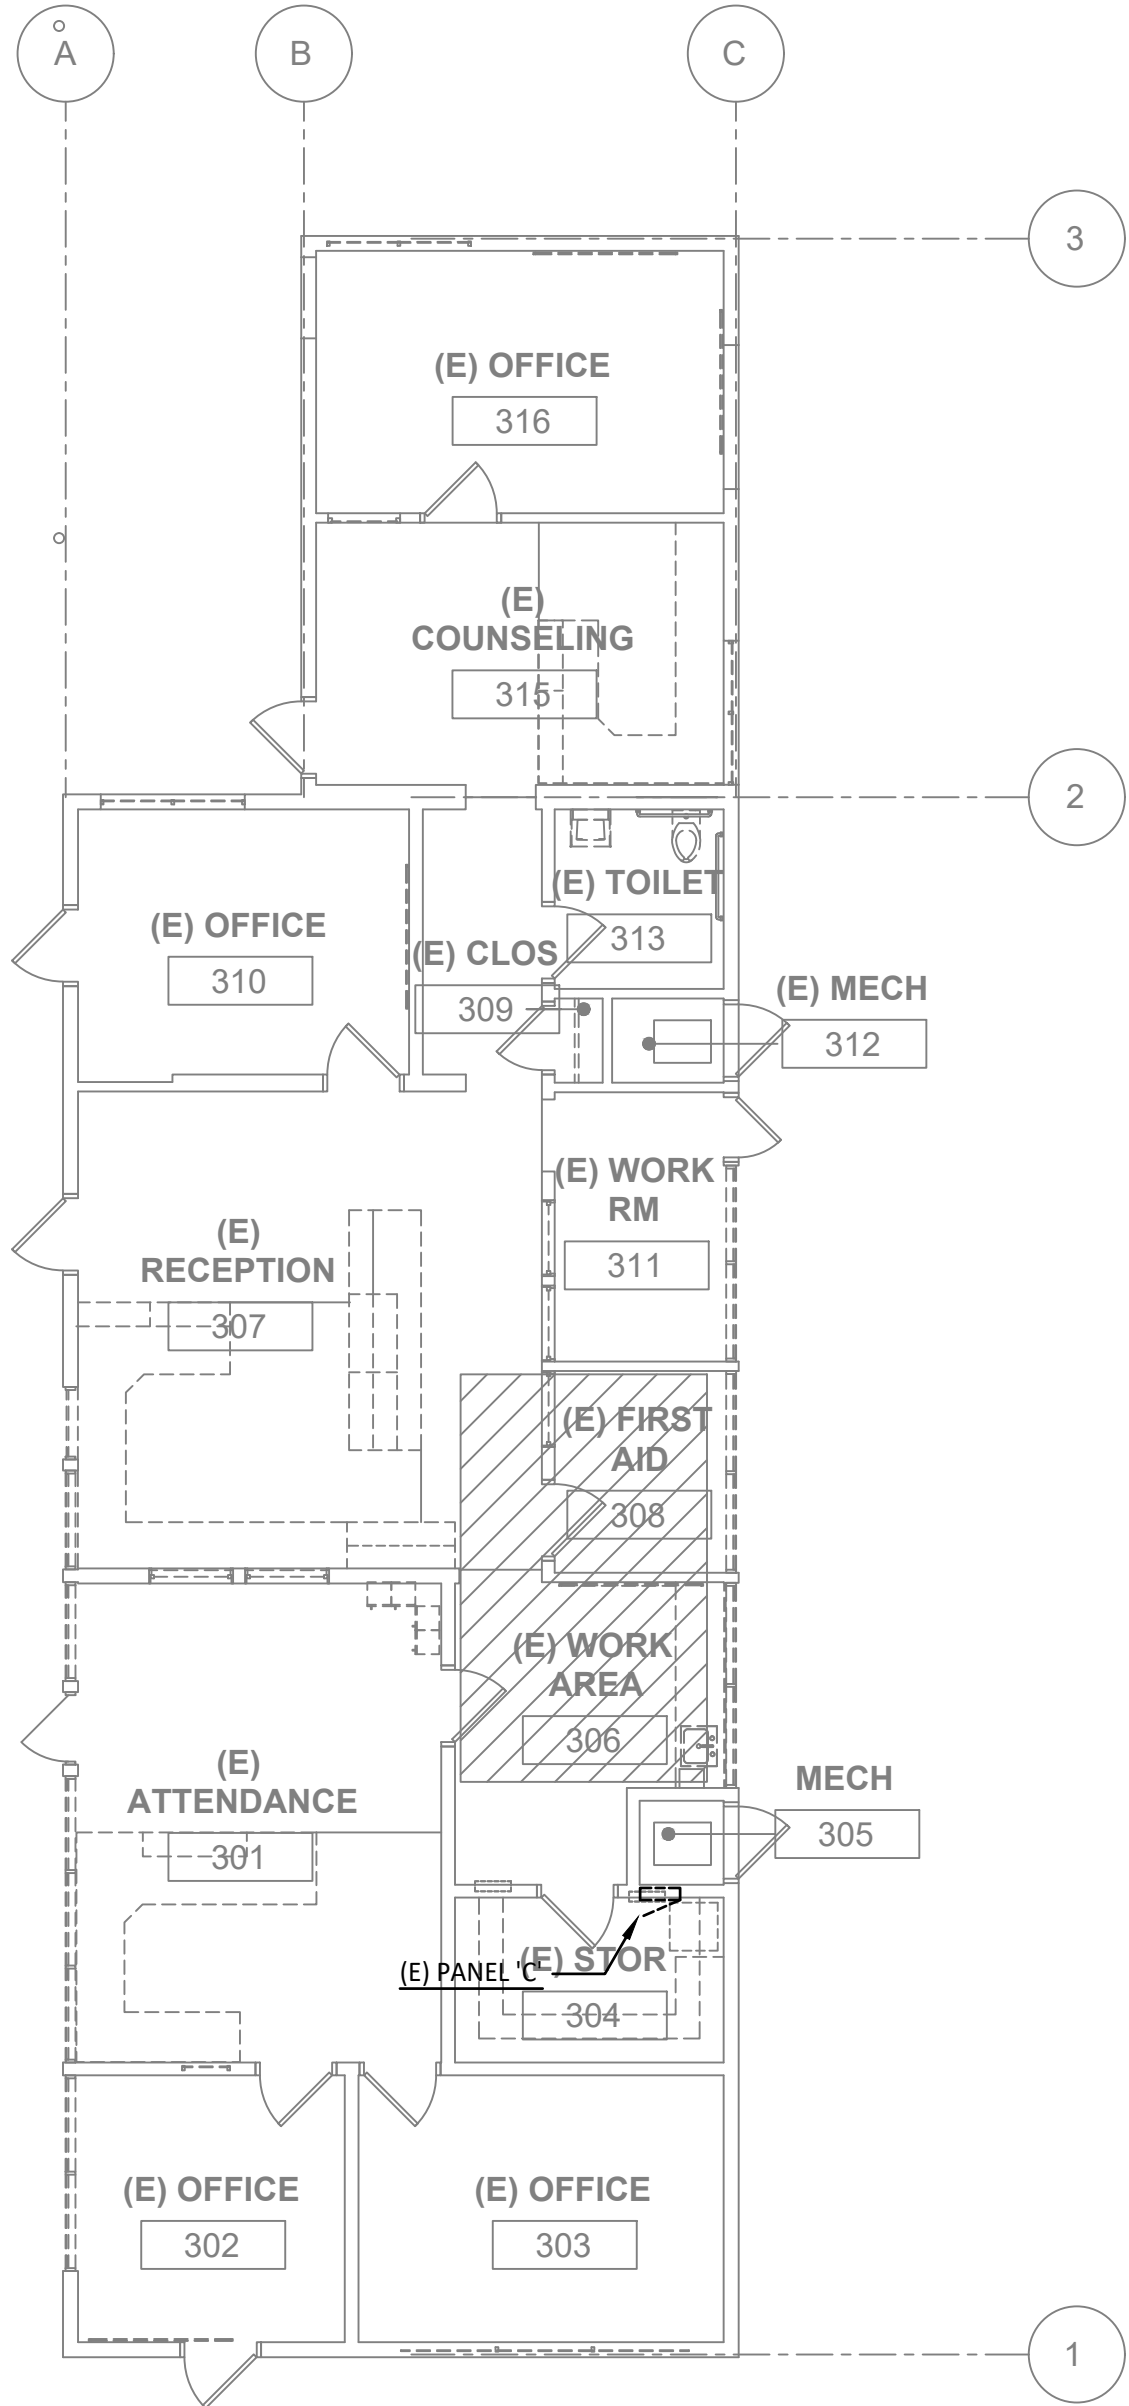 A
B
C
3
(E) OFFICE
316
(E)
COUNSELING
315
2
(E) TOILET
313
(E) OFFICE
310
(E) CLOS
309
(E) MECH
312
(E) WORK
RM
311
(E)
RECEPTION
307
(E) FIRST
AID
308
(E) WORK
AREA
306
(E)
ATTENDANCE
301
MECH
305
(E) PANEL 'C'
(E) STOR
304
(E) OFFICE
302
(E) OFFICE
303
1